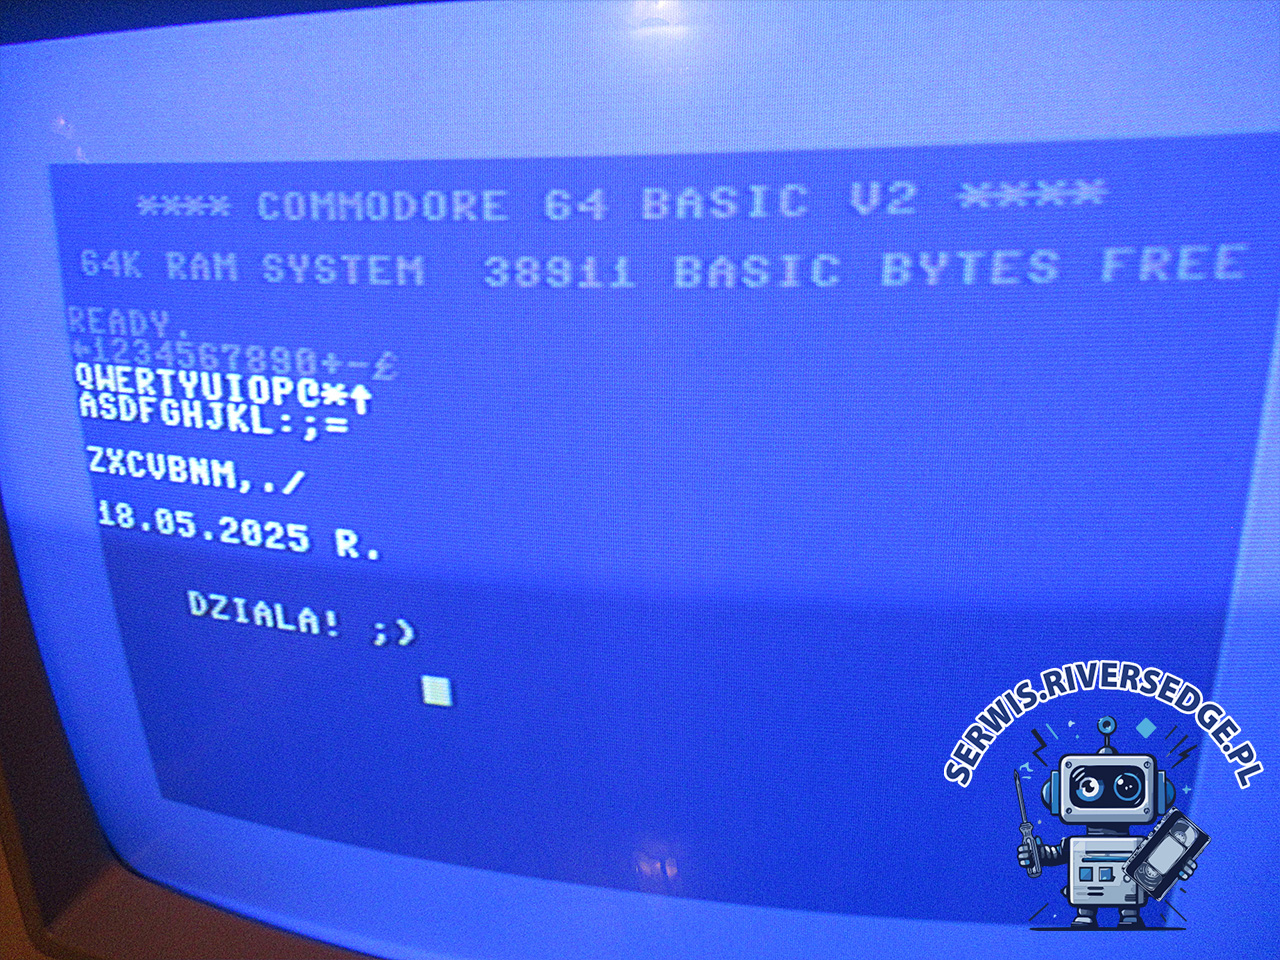 **** COMMODORE 64 BASIC V2 ****
64K RAM SYSTEM 38911 BASIC BYTES FREE
READY.
←1234567890+-£
QWERTYUIOP@*↑
ASDFGHJKL:;=
ZXCVBNM,./
18.05.2025 R.
DZIALA! ;)
SERWIS.RIVERSEDGE.PL